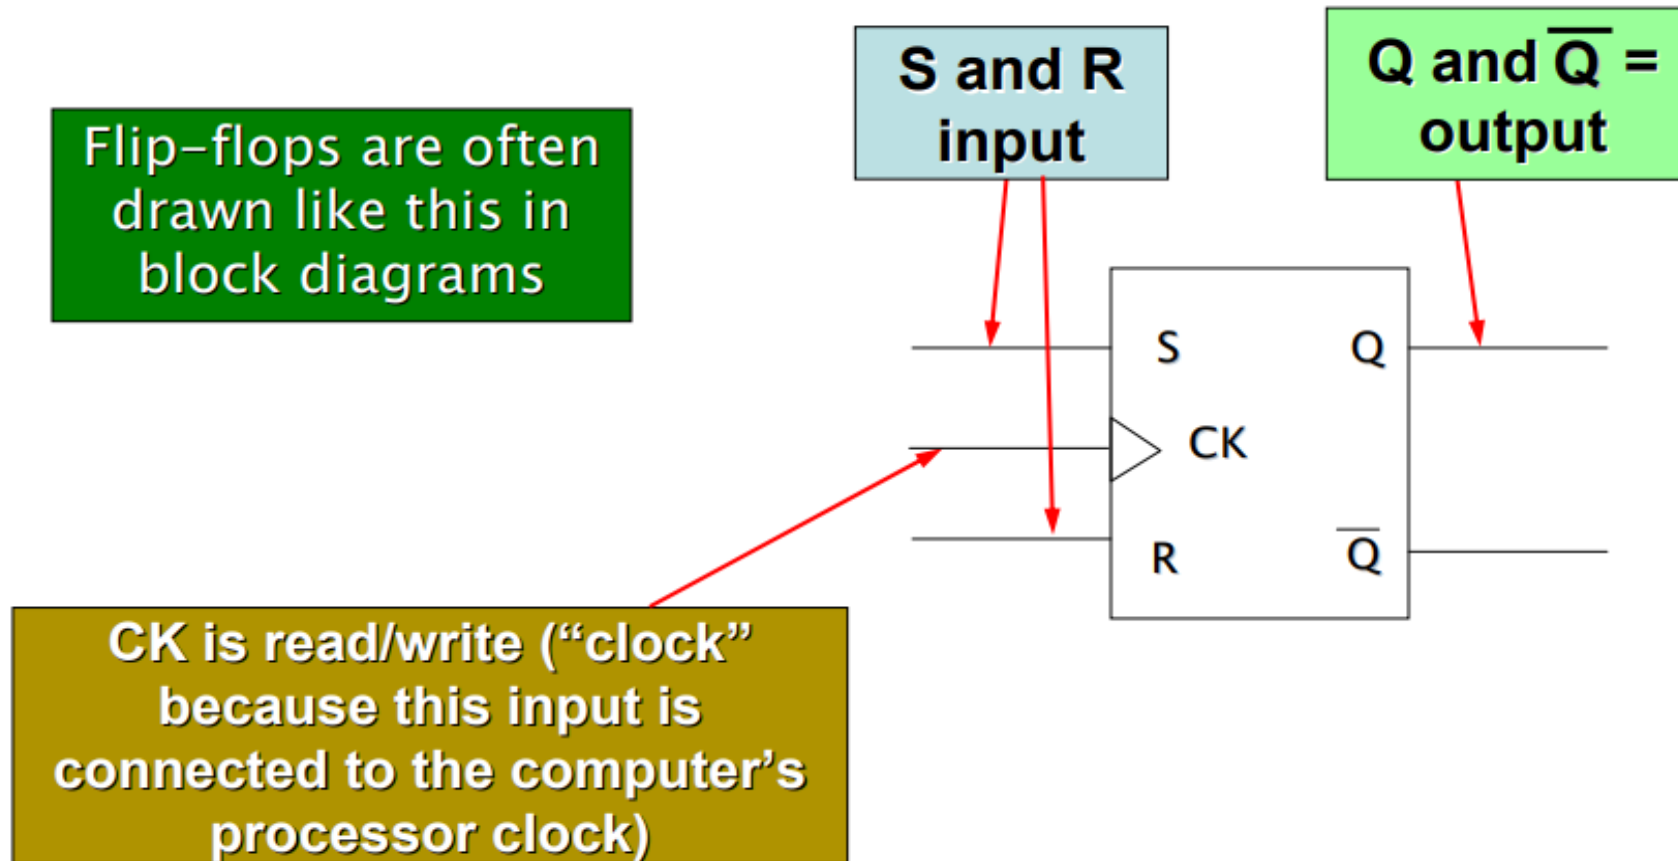 Flip-flops are often
drawn like this in
block diagrams
S and R
input
Q and Q̅ =
output
S
Q
CK
R
Q̅
CK is read/write (“clock”
because this input is
connected to the computer’s
processor clock)